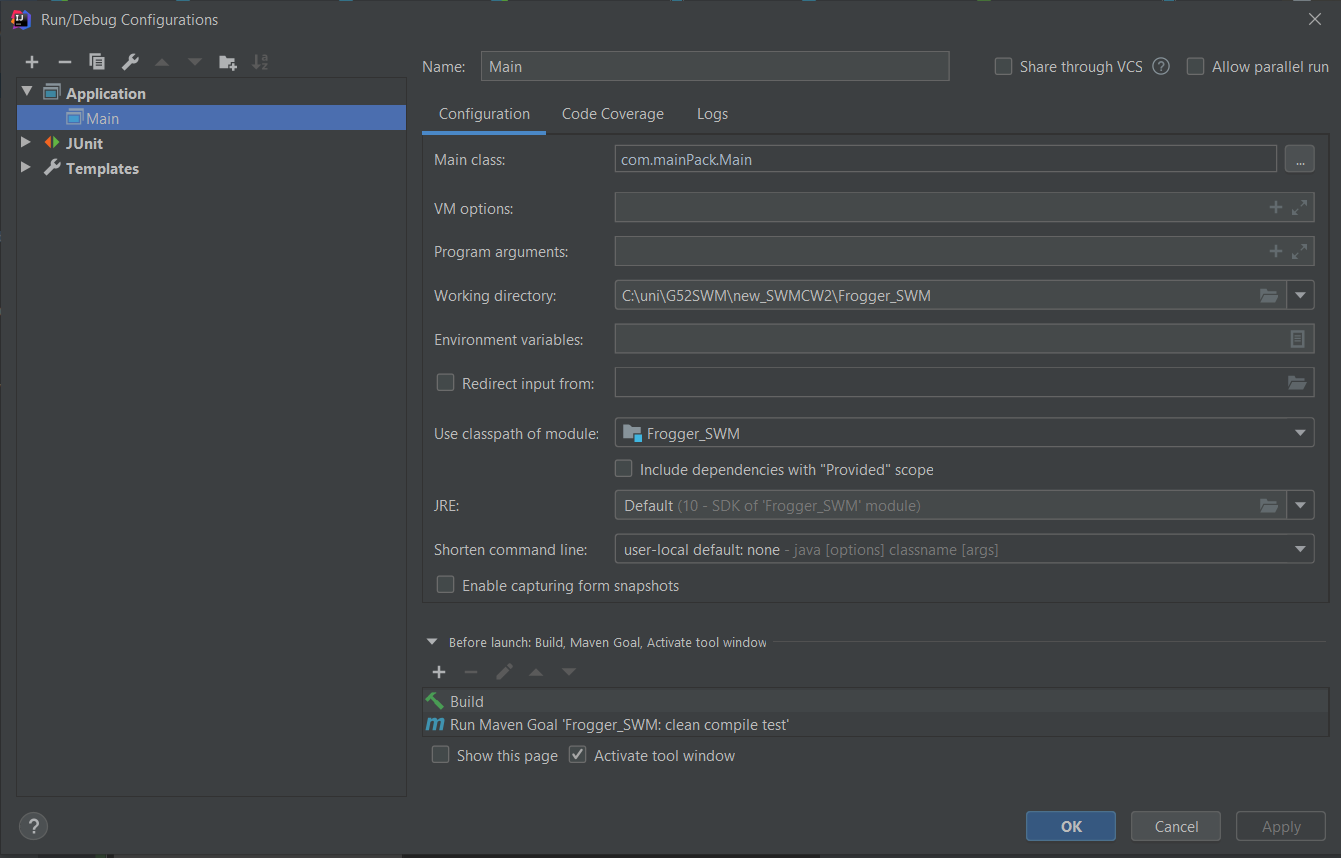 Run/Debug Configurations
Application
Main
JUnit
Templates
Name: Main Share through VCS ? Allow parallel run
Configuration Code Coverage Logs
Main class: com.mainPack.Main ...
VM options:
Program arguments:
Working directory: C:\uni\G52SWM\new_SWMCW2\Frogger_SWM
Environment variables:
Redirect input from:
Use classpath of module: Frogger_SWM
Include dependencies with "Provided" scope
JRE: Default (10 - SDK of 'Frogger_SWM' module)
Shorten command line: user-local default: none - java [options] classname [args]
Enable capturing form snapshots
Before launch: Build, Maven Goal, Activate tool window
Build
m Run Maven Goal 'Frogger_SWM: clean compile test'
Show this page Activate tool window
? OK Cancel Apply